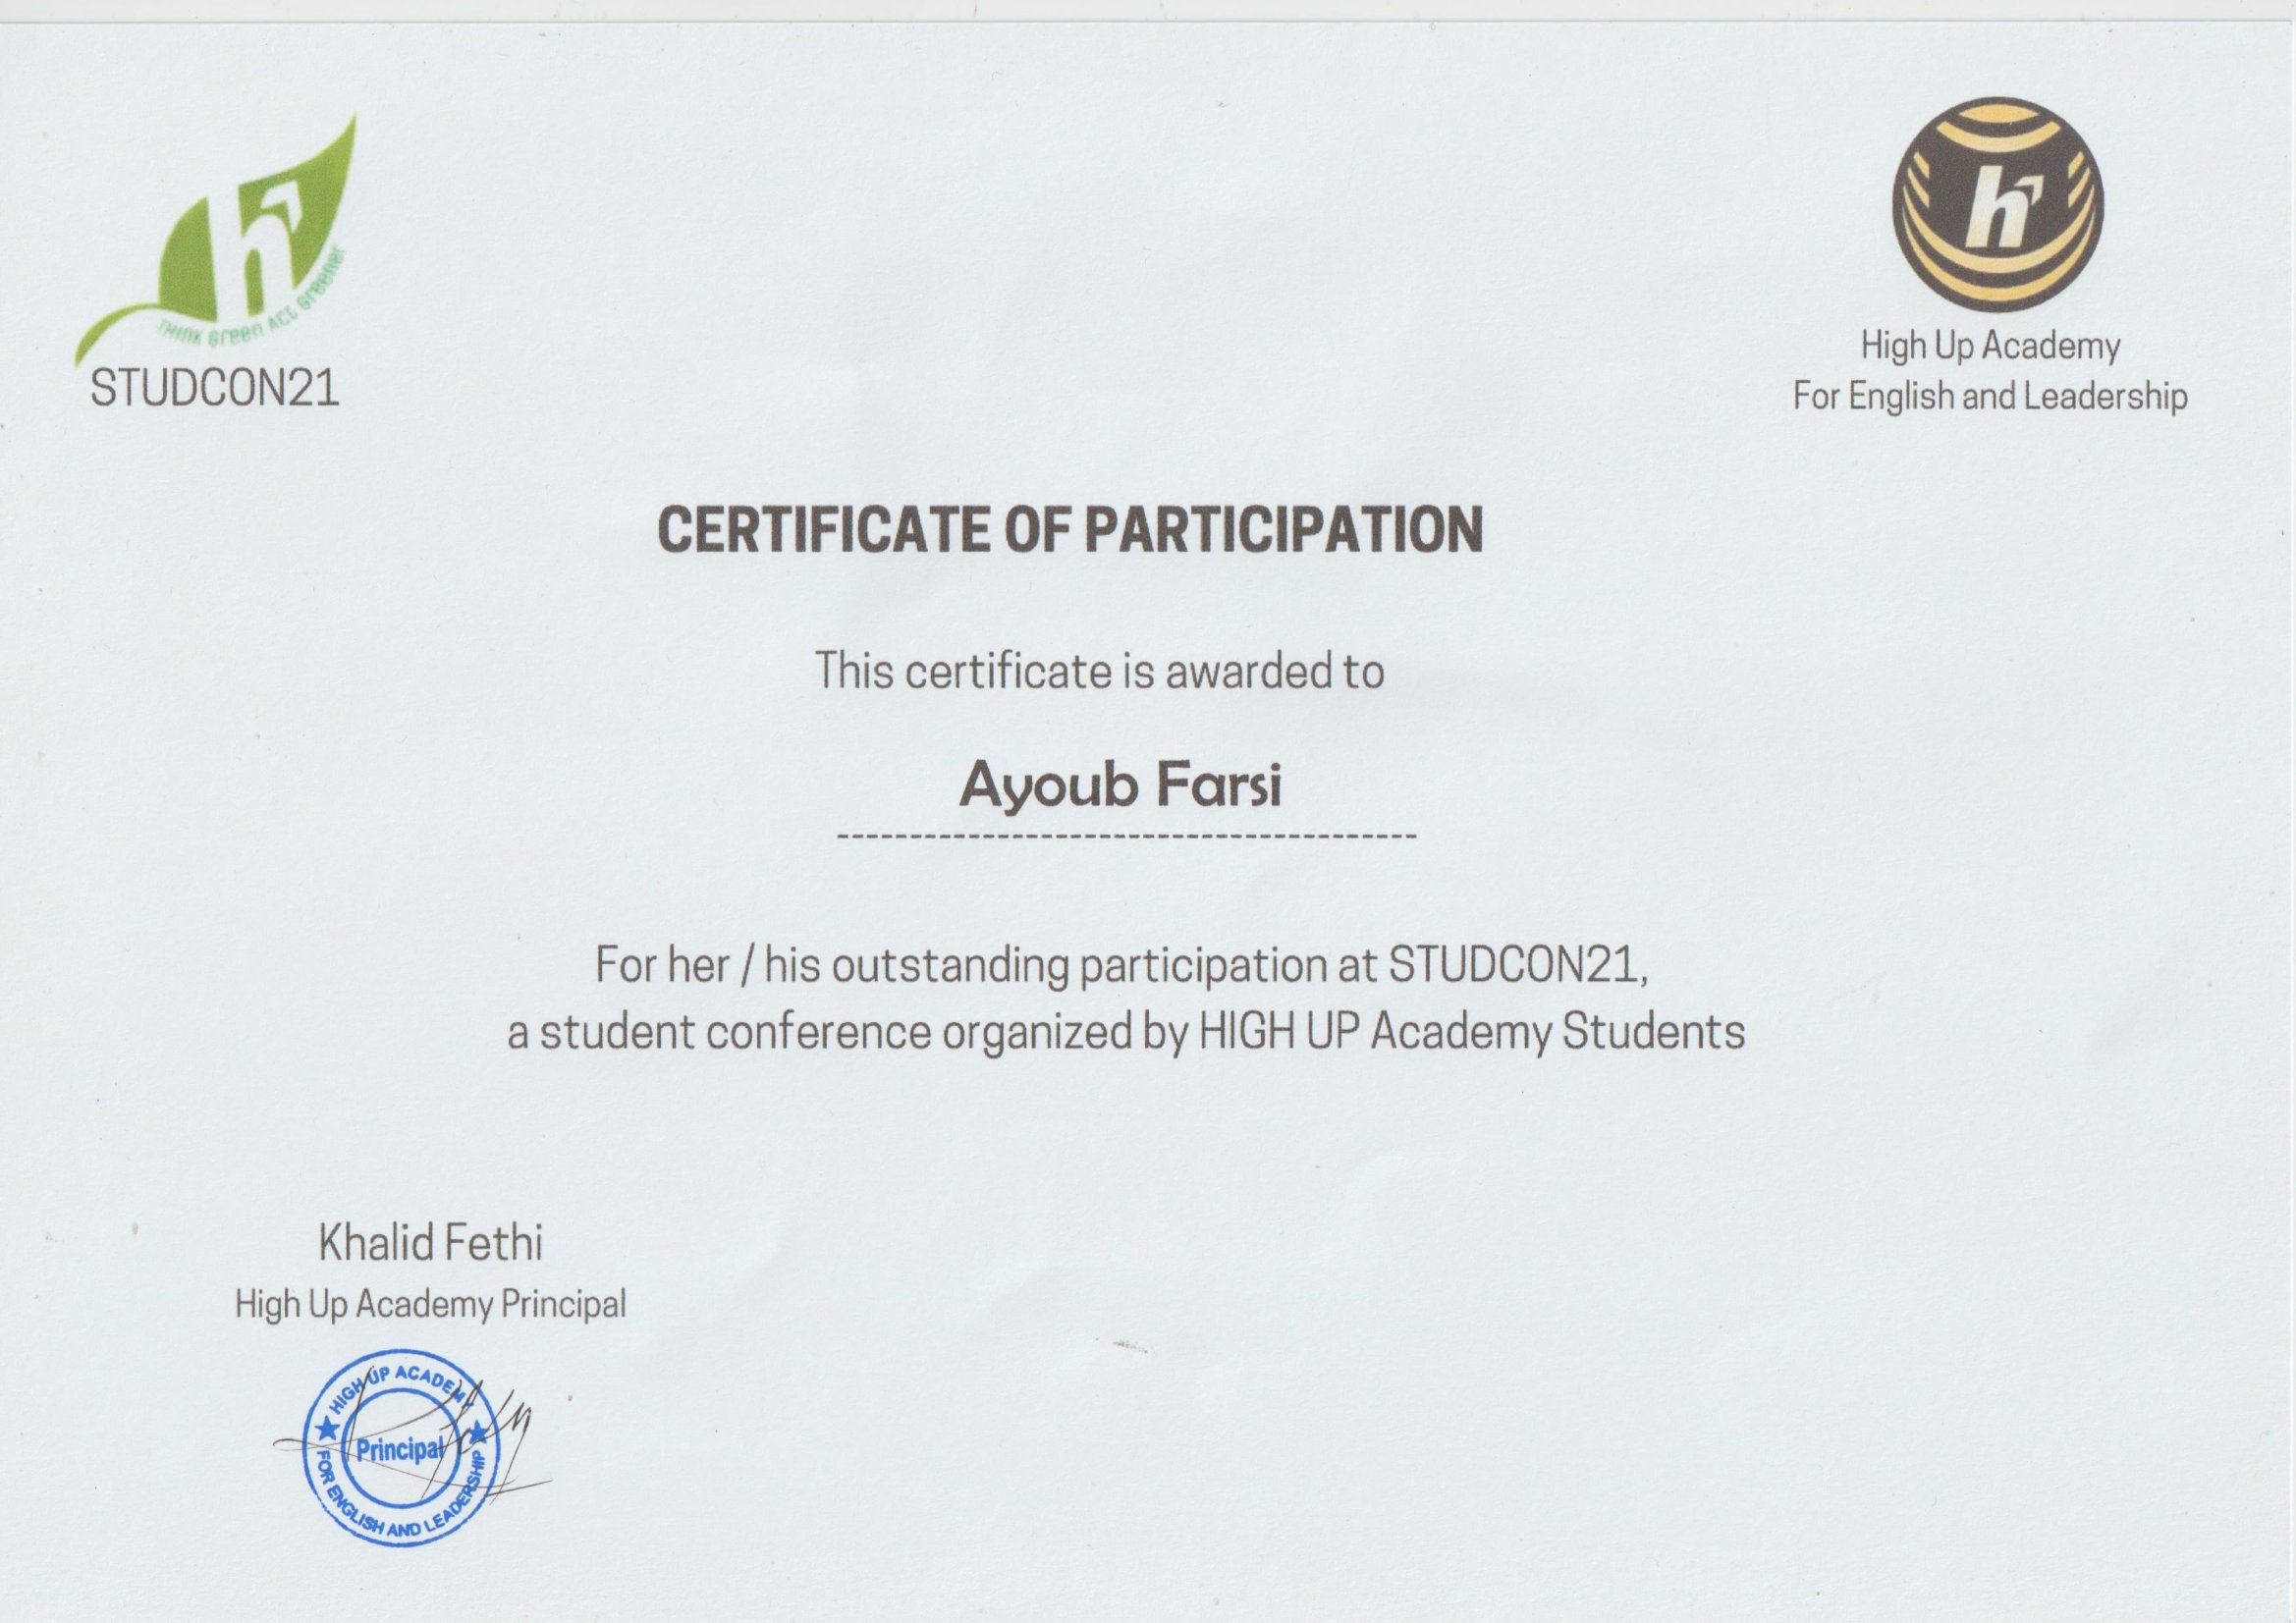 h
THINK Green ACT Greener
STUDCON21
h
High Up Academy
For English and Leadership
CERTIFICATE OF PARTICIPATION
This certificate is awarded to
Ayoub Farsi
----------------------------------------
For her / his outstanding participation at STUDCON21,
a student conference organized by HIGH UP Academy Students
Khalid Fethi
High Up Academy Principal
HIGH UP ACADEMY
Principal
FOR ENGLISH AND LEADERSHIP